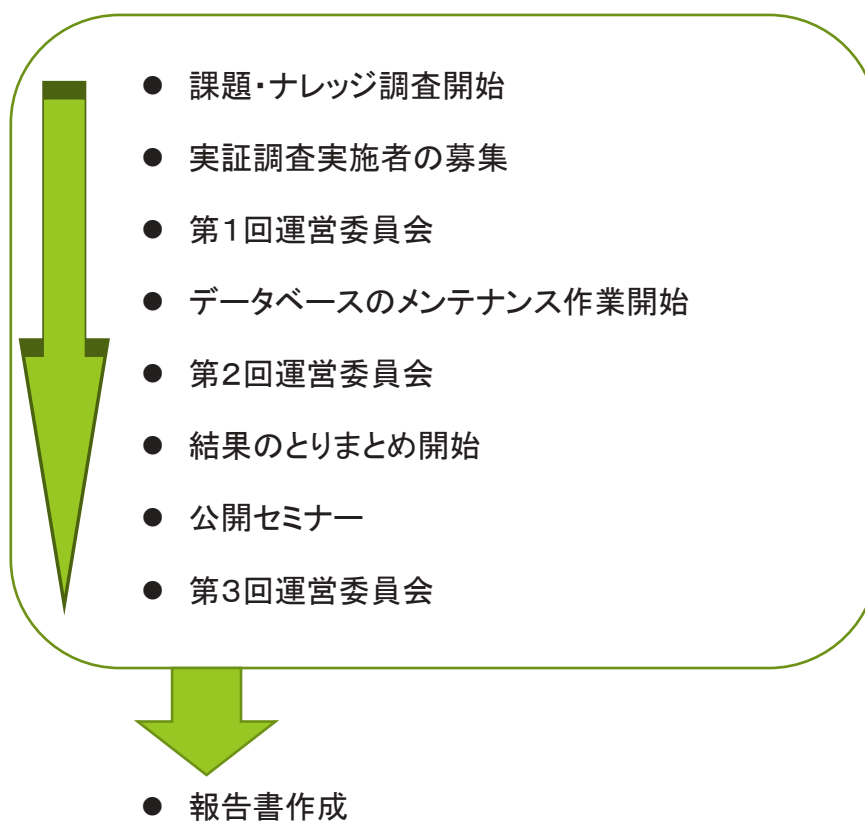 ● 課題・ナレッジ調査開始
● 実証調査実施者の募集
● 第１回運営委員会
● データベースのメンテナンス作業開始
● 第２回運営委員会
● 結果のとりまとめ開始
● 公開セミナー
● 第３回運営委員会
● 報告書作成